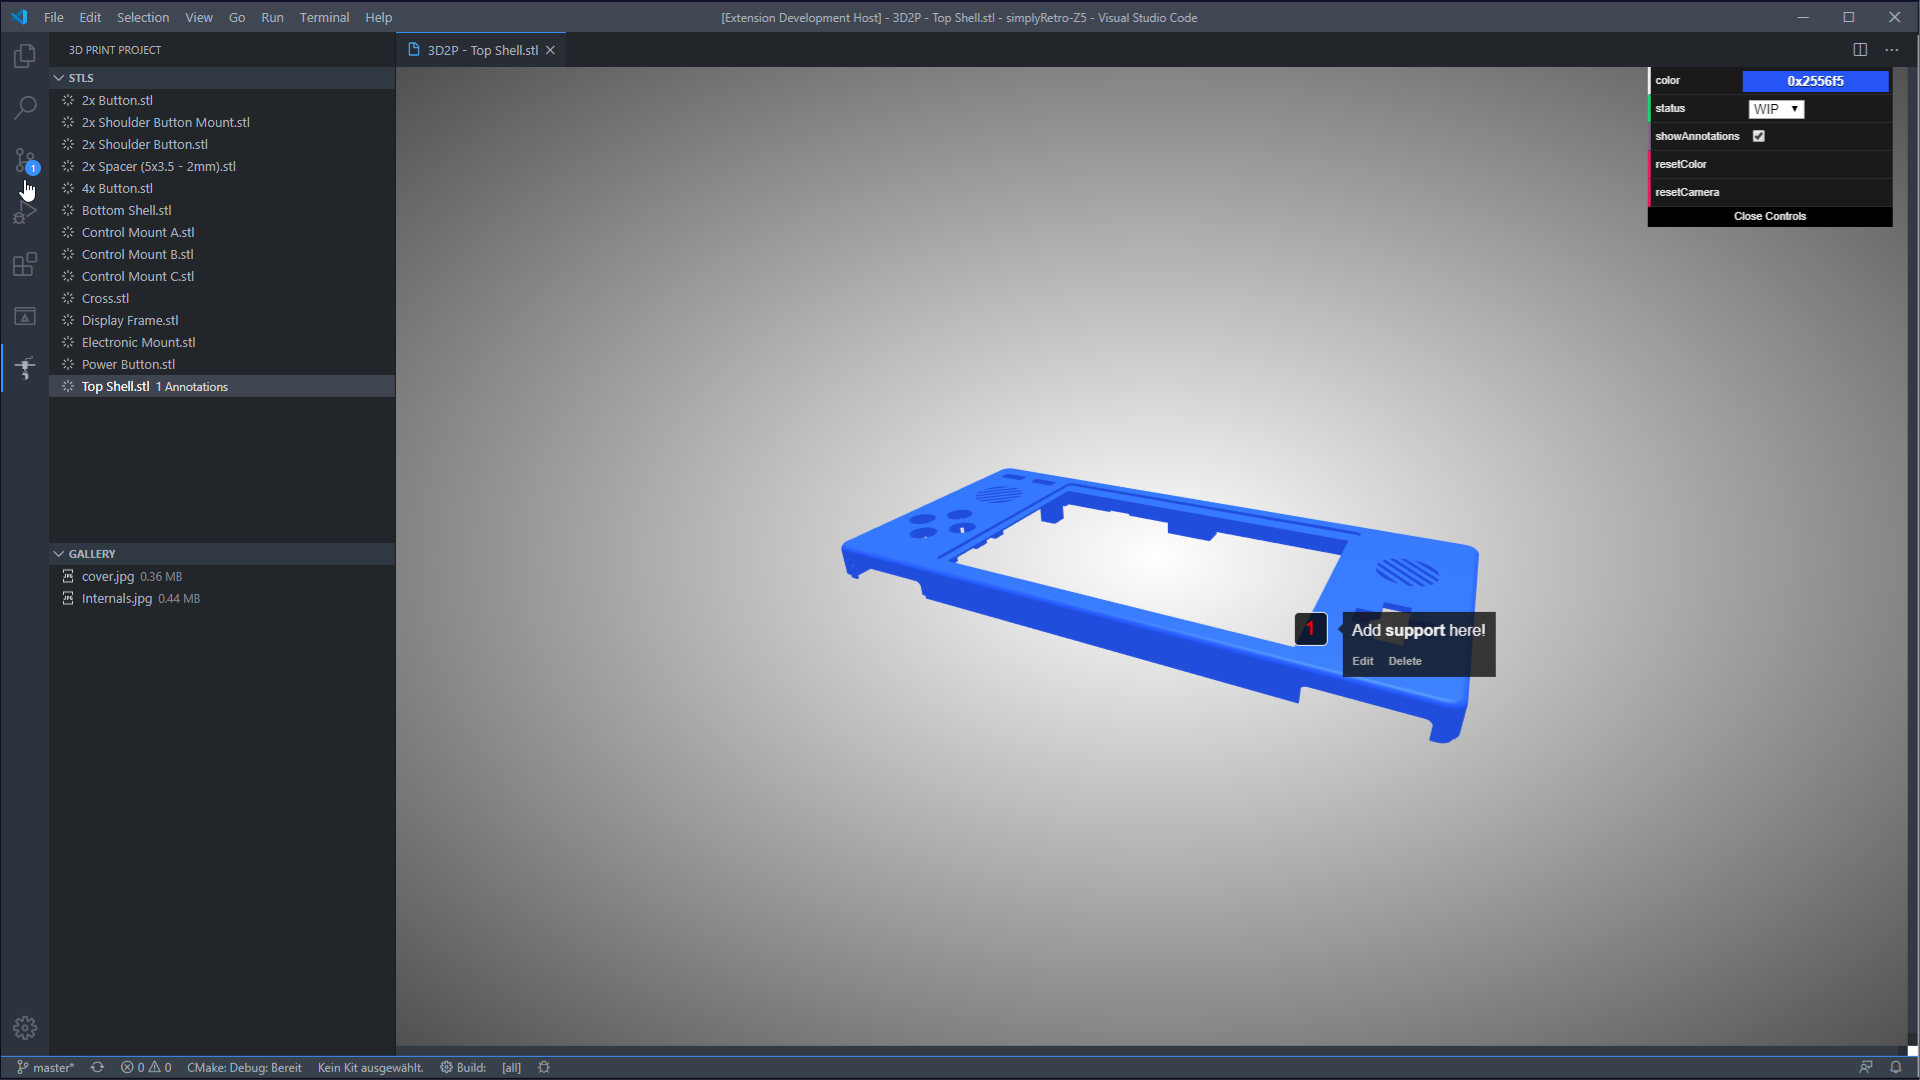 File Edit Selection View Go Run Terminal Help
[Extension Development Host] - 3D2P - Top Shell.stl - simplyRetro-Z5 - Visual Studio Code
3D PRINT PROJECT
3D2P - Top Shell.stl
STLS
2x Button.stl
2x Shoulder Button Mount.stl
2x Shoulder Button.stl
2x Spacer (5x3.5 - 2mm).stl
4x Button.stl
Bottom Shell.stl
Control Mount A.stl
Control Mount B.stl
Control Mount C.stl
Cross.stl
Display Frame.stl
Electronic Mount.stl
Power Button.stl
Top Shell.stl 1 Annotations
GALLERY
cover.jpg 0.36 MB
Internals.jpg 0.44 MB
1
color 0x2556f5
status WIP
showAnnotations
resetColor
resetCamera
Close Controls
1
Add support here!
Edit Delete
master* 0 0 CMake: Debug: Bereit Kein Kit ausgewählt. Build: [all]